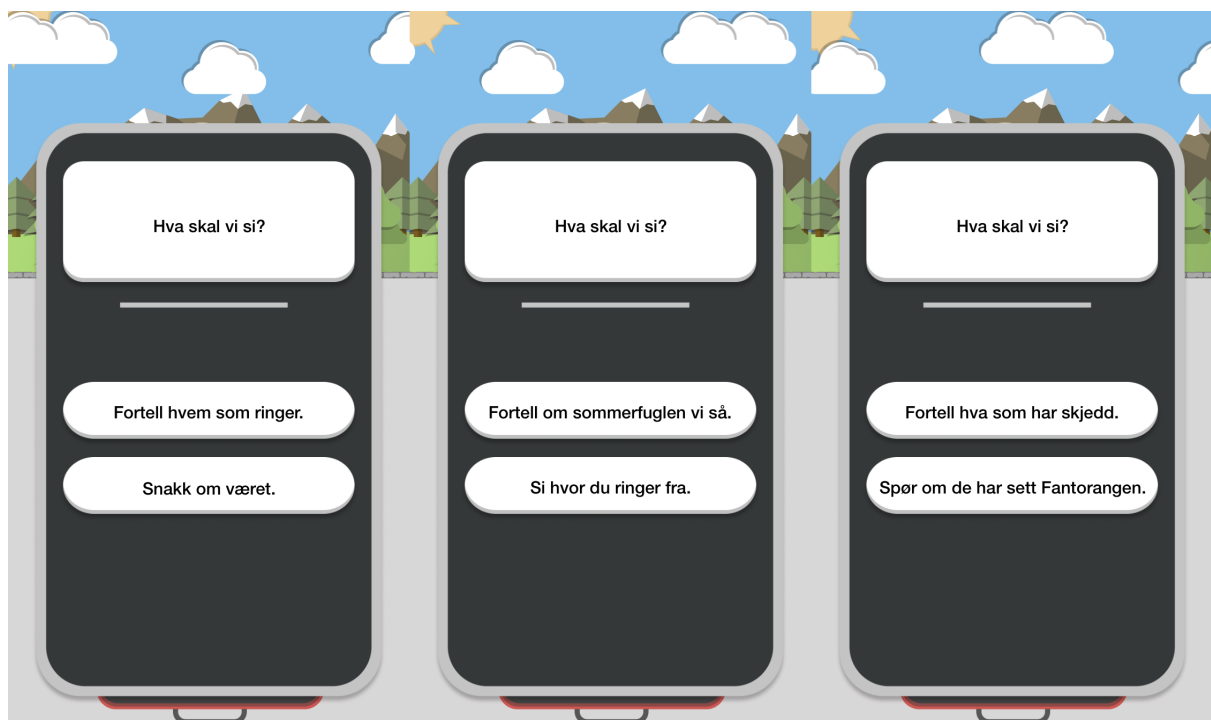 Hva skal vi si?
Fortell hvem som ringer.
Snakk om været.
Hva skal vi si?
Fortell om sommerfuglen vi så.
Si hvor du ringer fra.
Hva skal vi si?
Fortell hva som har skjedd.
Spør om de har sett Fantorangen.